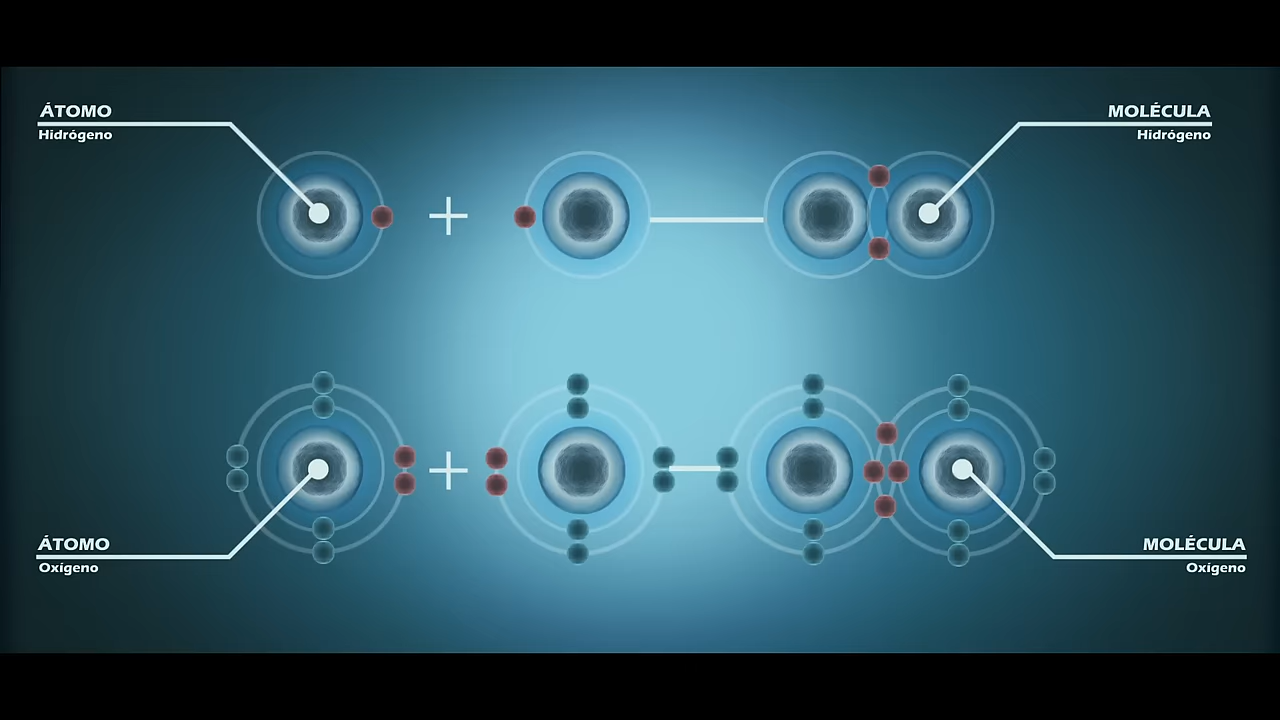 ÁTOMO
Hidrógeno
MOLÉCULA
Hidrógeno
ÁTOMO
Oxígeno
MOLÉCULA
Oxígeno